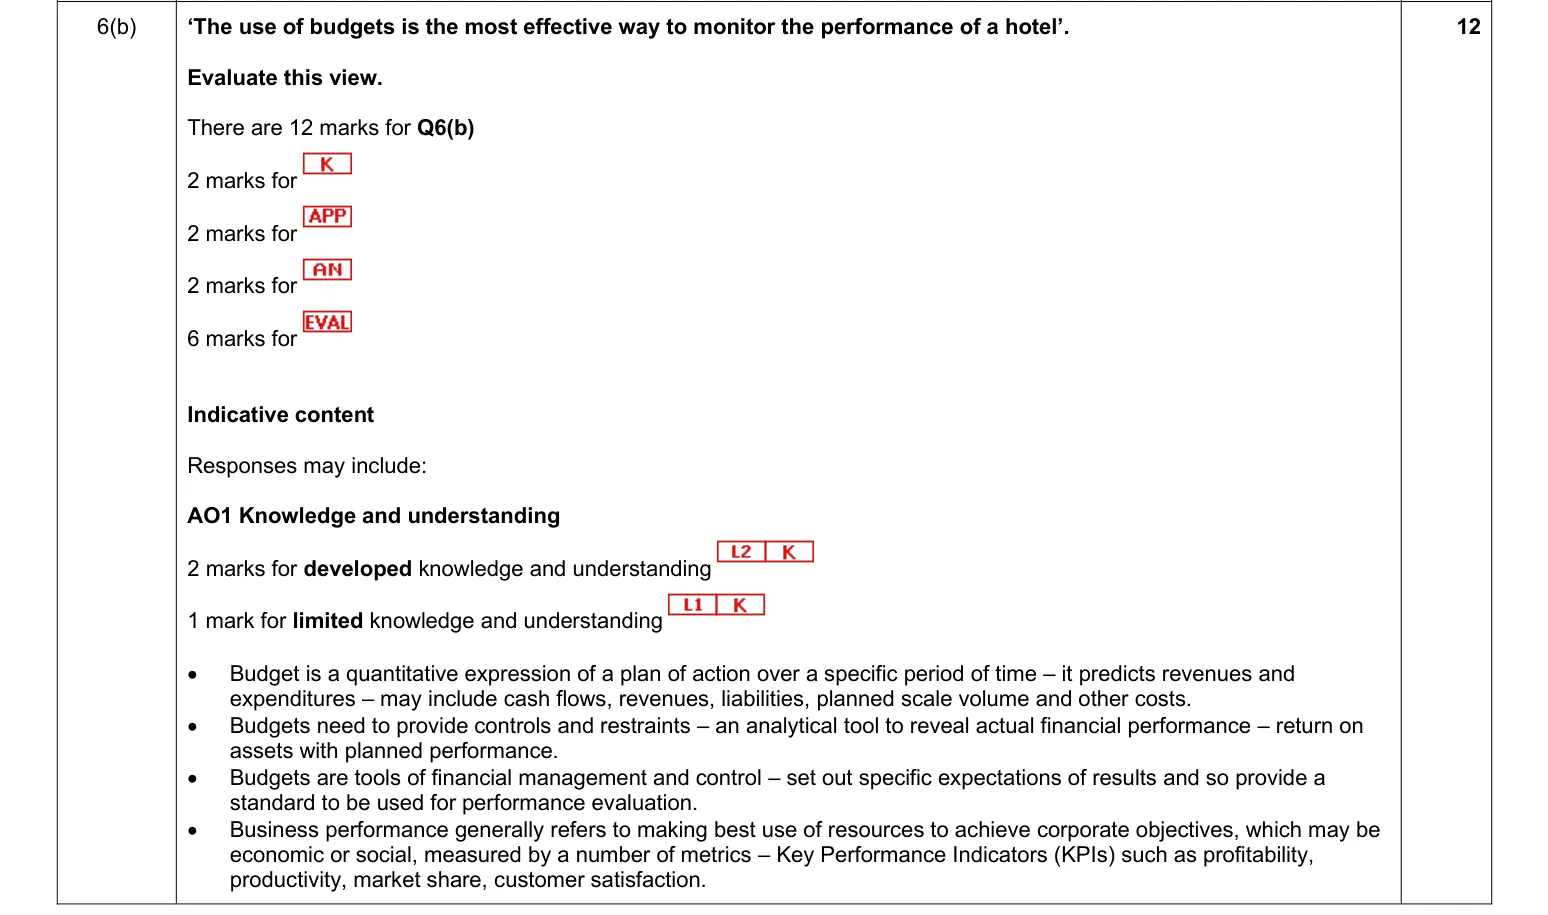 6(b)
‘The use of budgets is the most effective way to monitor the performance of a hotel’.
12
Evaluate this view.
There are 12 marks for Q6(b)
2 marks for K
2 marks for APP
2 marks for AN
6 marks for EVAL
Indicative content
Responses may include:
AO1 Knowledge and understanding
2 marks for developed knowledge and understanding L2 K
1 mark for limited knowledge and understanding L1 K
• Budget is a quantitative expression of a plan of action over a specific period of time – it predicts revenues and
expenditures – may include cash flows, revenues, liabilities, planned scale volume and other costs.
• Budgets need to provide controls and restraints – an analytical tool to reveal actual financial performance – return on
assets with planned performance.
• Budgets are tools of financial management and control – set out specific expectations of results and so provide a
standard to be used for performance evaluation.
• Business performance generally refers to making best use of resources to achieve corporate objectives, which may be
economic or social, measured by a number of metrics – Key Performance Indicators (KPIs) such as profitability,
productivity, market share, customer satisfaction.